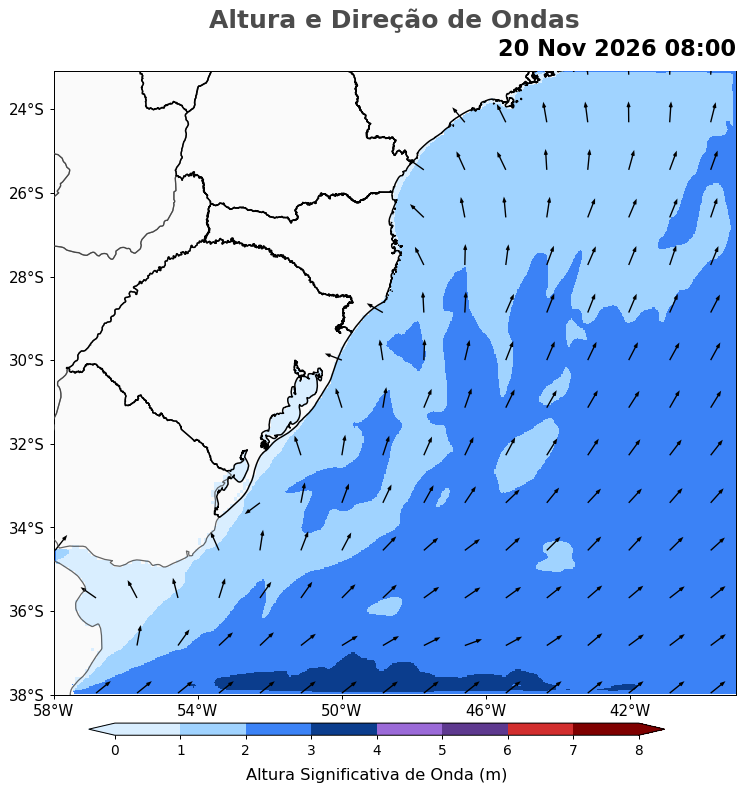 Altura e Direção de Ondas
20 Nov 2026 08:00
24°S
26°S
28°S
30°S
32°S
34°S
36°S
38°S
58°W 54°W 50°W 46°W 42°W
0 1 2 3 4 5 6 7 8
Altura Significativa de Onda (m)